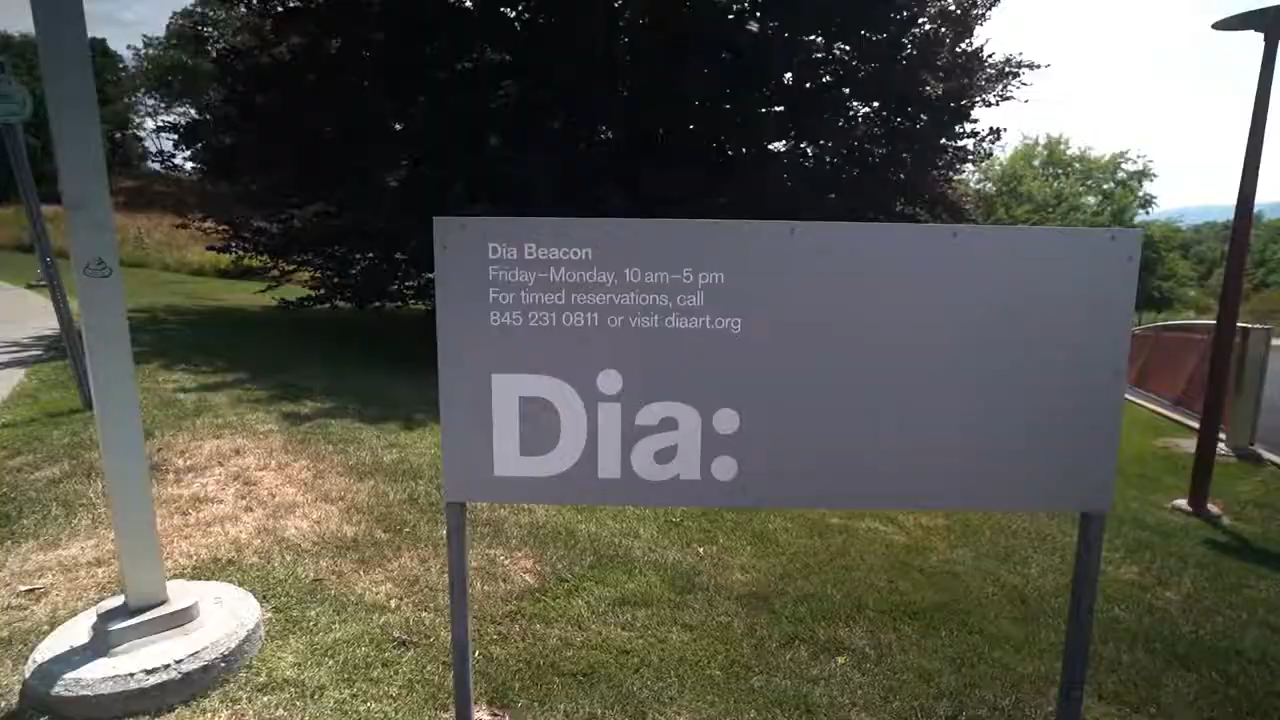 Dia Beacon
Friday–Monday, 10 am–5 pm
For timed reservations, call
845 231 0811 or visit diaart.org
Dia: